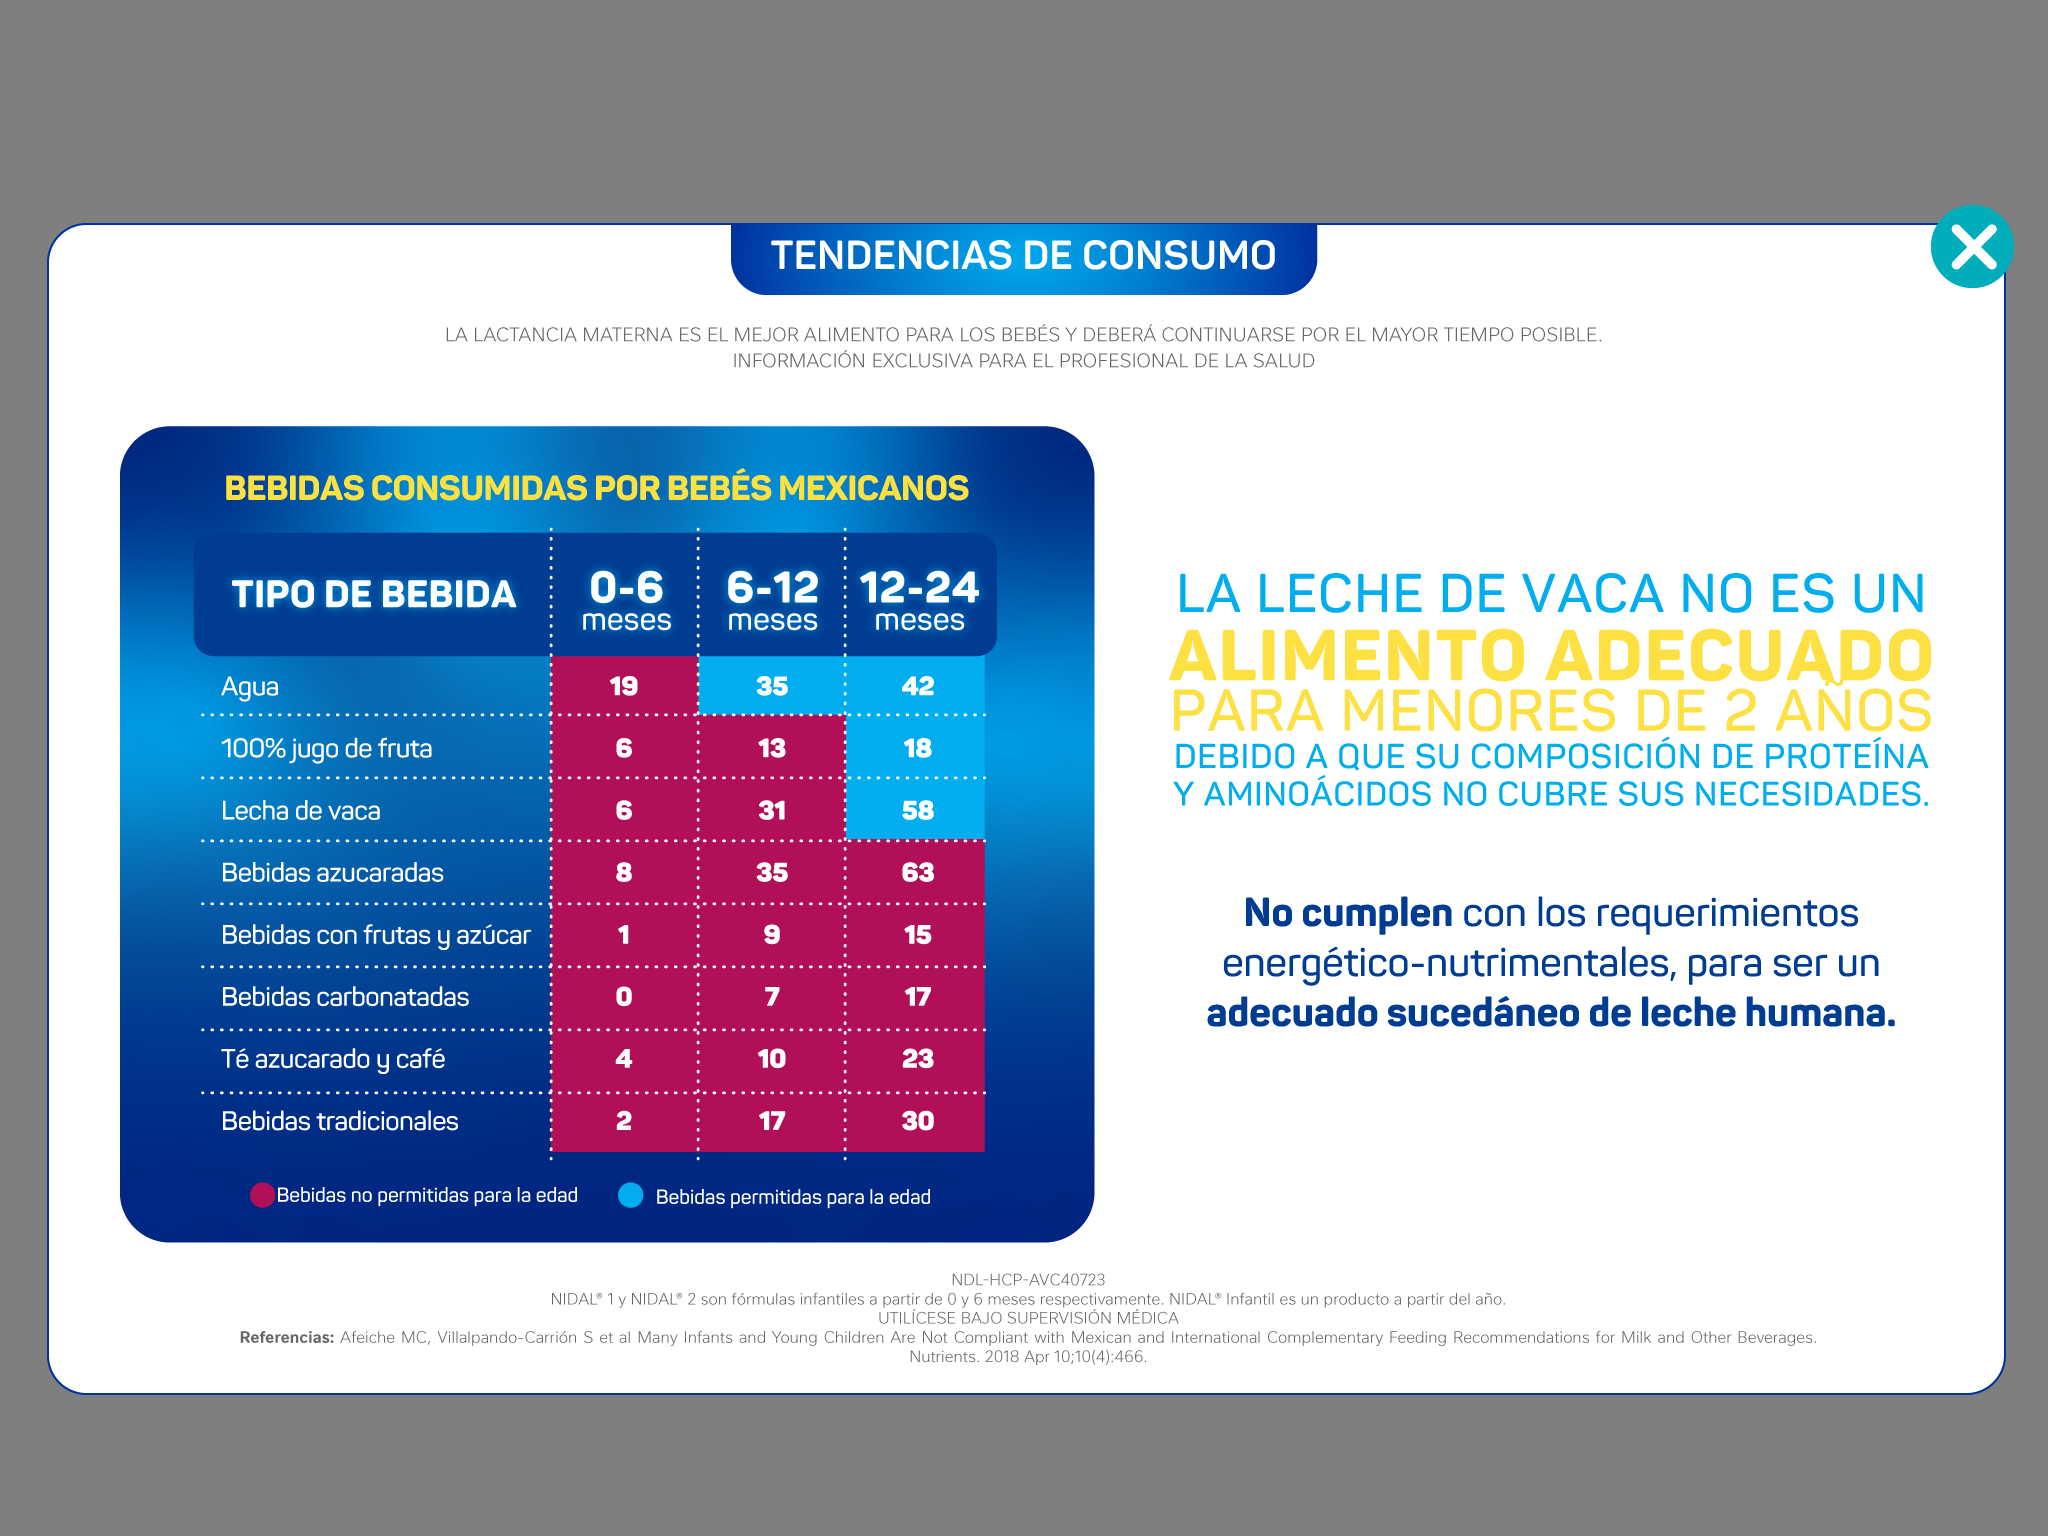 TENDENCIAS DE CONSUMO
LA LACTANCIA MATERNA ES EL MEJOR ALIMENTO PARA LOS BEBÉS Y DEBERÁ CONTINUARSE POR EL MAYOR TIEMPO POSIBLE.
INFORMACIÓN EXCLUSIVA PARA EL PROFESIONAL DE LA SALUD
BEBIDAS CONSUMIDAS POR BEBÉS MEXICANOS
TIPO DE BEBIDA 0-6 meses 6-12 meses 12-24 meses
Agua 19 35 42
100% jugo de fruta 6 13 18
Lecha de vaca 6 31 58
Bebidas azucaradas 8 35 63
Bebidas con frutas y azúcar 1 9 15
Bebidas carbonatadas 0 7 17
Té azucarado y café 4 10 23
Bebidas tradicionales 2 17 30
Bebidas no permitidas para la edad Bebidas permitidas para la edad
LA LECHE DE VACA NO ES UN
ALIMENTO ADECUADO
PARA MENORES DE 2 AÑOS
DEBIDO A QUE SU COMPOSICIÓN DE PROTEÍNA
Y AMINOÁCIDOS NO CUBRE SUS NECESIDADES.
No cumplen con los requerimientos
energético-nutrimentales, para ser un
adecuado sucedáneo de leche humana.
NDL-HCP-AVC40723
NIDAL® 1 y NIDAL® 2 son fórmulas infantiles a partir de 0 y 6 meses respectivamente. NIDAL® Infantil es un producto a partir del año.
UTILÍCESE BAJO SUPERVISIÓN MÉDICA
Referencias: Afeiche MC, Villalpando-Carrión S et al Many Infants and Young Children Are Not Compliant with Mexican and International Complementary Feeding Recommendations for Milk and Other Beverages.
Nutrients. 2018 Apr 10;10(4):466.